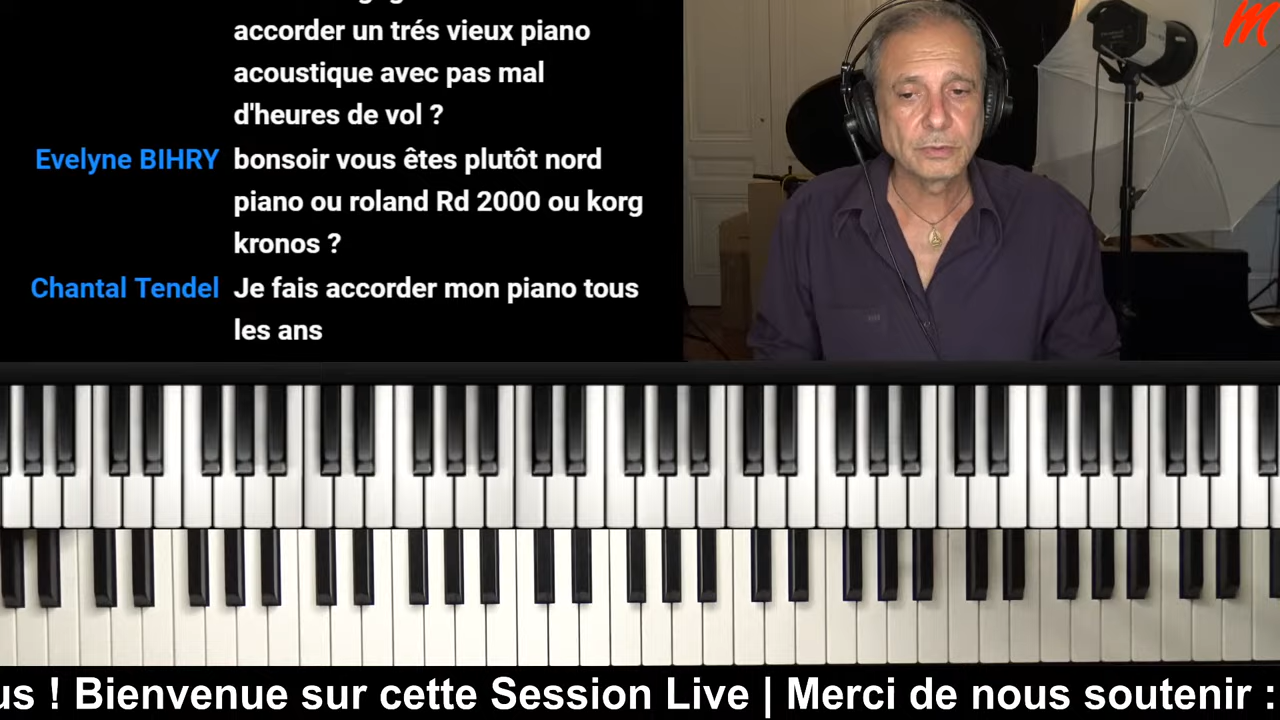 accorder un trés vieux piano
acoustique avec pas mal
d'heures de vol ?
Evelyne BIHRY bonsoir vous êtes plutôt nord
piano ou roland Rd 2000 ou korg
kronos ?
Chantal Tendel Je fais accorder mon piano tous
les ans
us ! Bienvenue sur cette Session Live | Merci de nous soutenir :